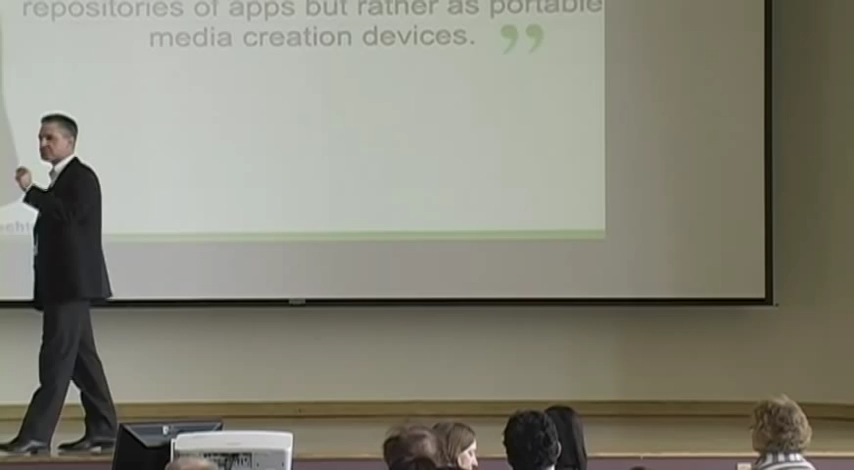 repositories of apps but rather as portable
media creation devices. ”